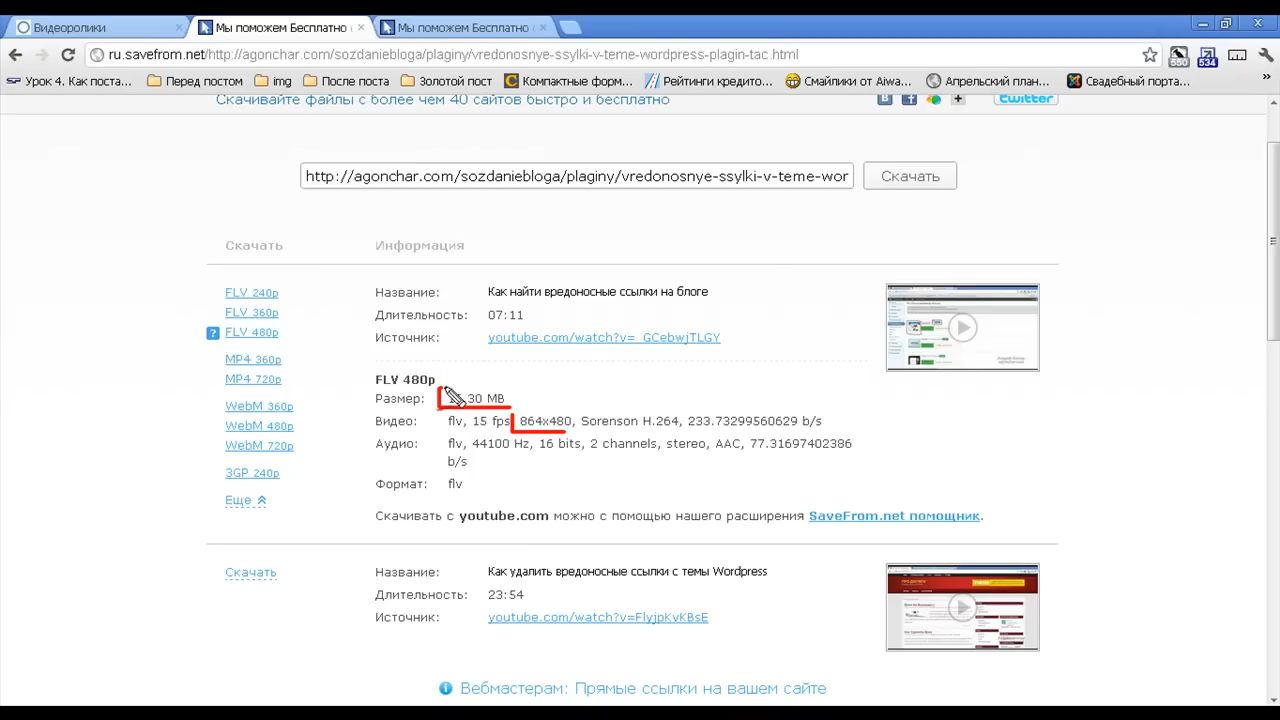 Видеоролики
Мы поможем Бесплатно
Мы поможем Бесплатно
ru.savefrom.net/http://agonchar.com/sozdaniebloga/plaginy/vredonosnye-ssylki-v-teme-wordpress-plagin-tac.html
550
534
Урок 4. Как поста...
Перед постом
img
После поста
Золотой пост
Компактные форм...
Рейтинги кредито...
Смайлики от Aiwa...
Апрельский план...
Свадебный порта...
Скачивайте файлы с более чем 40 сайтов быстро и бесплатно
twitter
http://agonchar.com/sozdaniebloga/plaginy/vredonosnye-ssylki-v-teme-wor
Скачать
Скачать
Информация
FLV 240p
FLV 360p
? FLV 480p
MP4 360p
MP4 720p
WebM 360p
WebM 480p
WebM 720p
3GP 240p
Еще
Название: Как найти вредоносные ссылки на блоге
Длительность: 07:11
Источник: youtube.com/watch?v=_GCebwjTLGY
FLV 480p
Размер: 30 MB
Видео: flv, 15 fps, 864x480, Sorenson H.264, 233.73299560629 b/s
Аудио: flv, 44100 Hz, 16 bits, 2 channels, stereo, AAC, 77.31697402386
b/s
Формат: flv
Скачивать с youtube.com можно с помощью нашего расширения SaveFrom.net помощник.
Скачать
Название: Как удалить вредоносные ссылки с темы Wordpress
Длительность: 23:54
Источник: youtube.com/watch?v=FlyjpKvKBsE
Вебмастерам: Прямые ссылки на вашем сайте